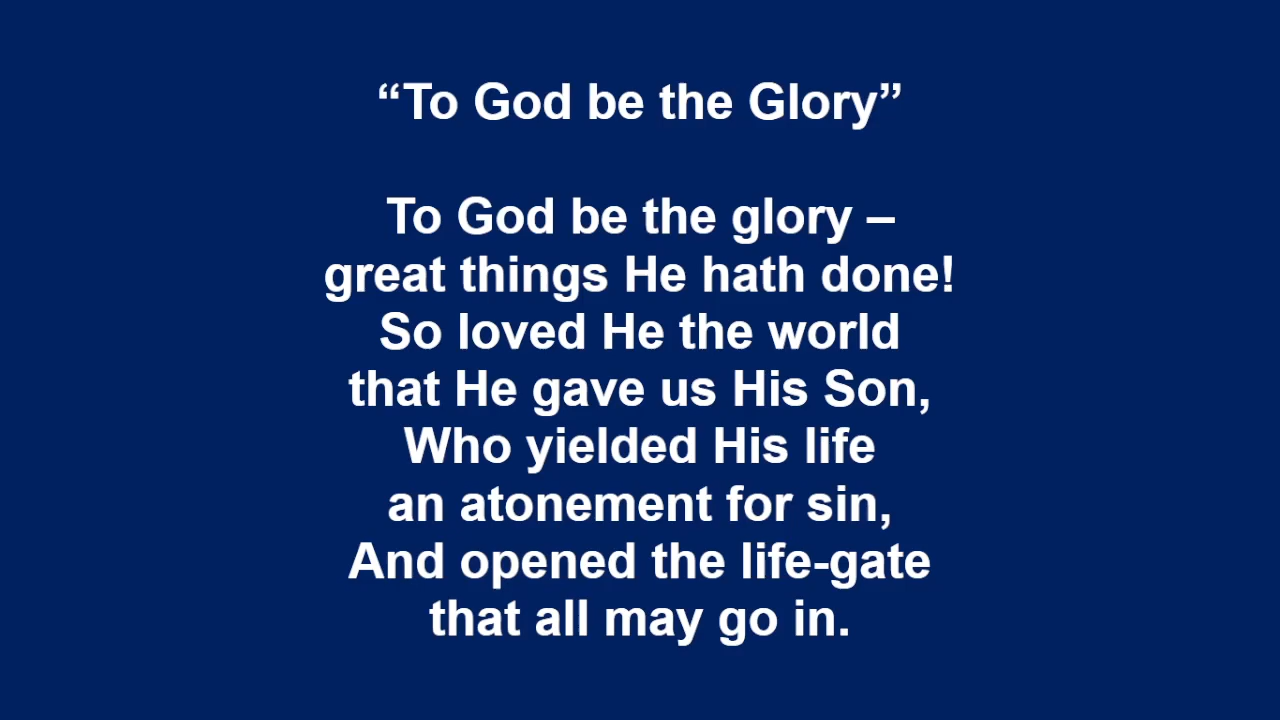 “To God be the Glory”
To God be the glory –
great things He hath done!
So loved He the world
that He gave us His Son,
Who yielded His life
an atonement for sin,
And opened the life-gate
that all may go in.